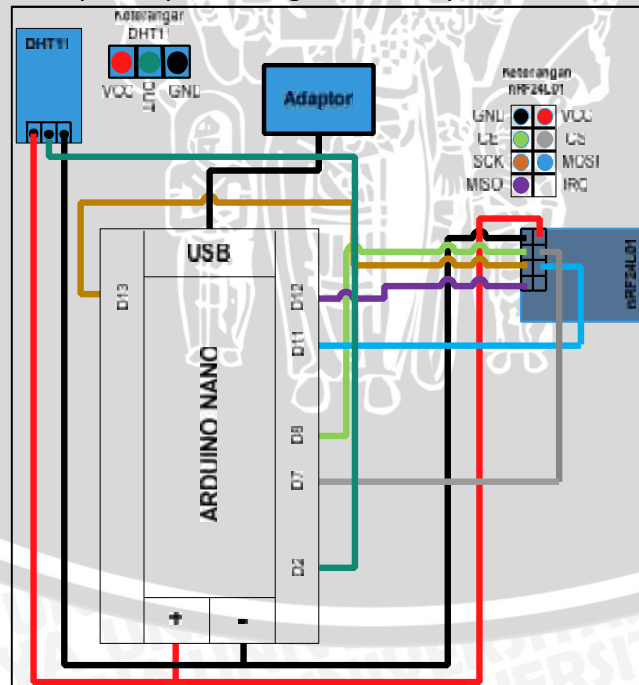 Keterangan
DHT11
DHT11
VCC
OUT
GND
Adaptor
Keterangan
nRF24L01
GND
VCC
CE
CS
SCK
MOSI
MISO
IRQ
nRF24L01
USB
D13
D12
D11
ARDUINO NANO
D7
D2
+
-